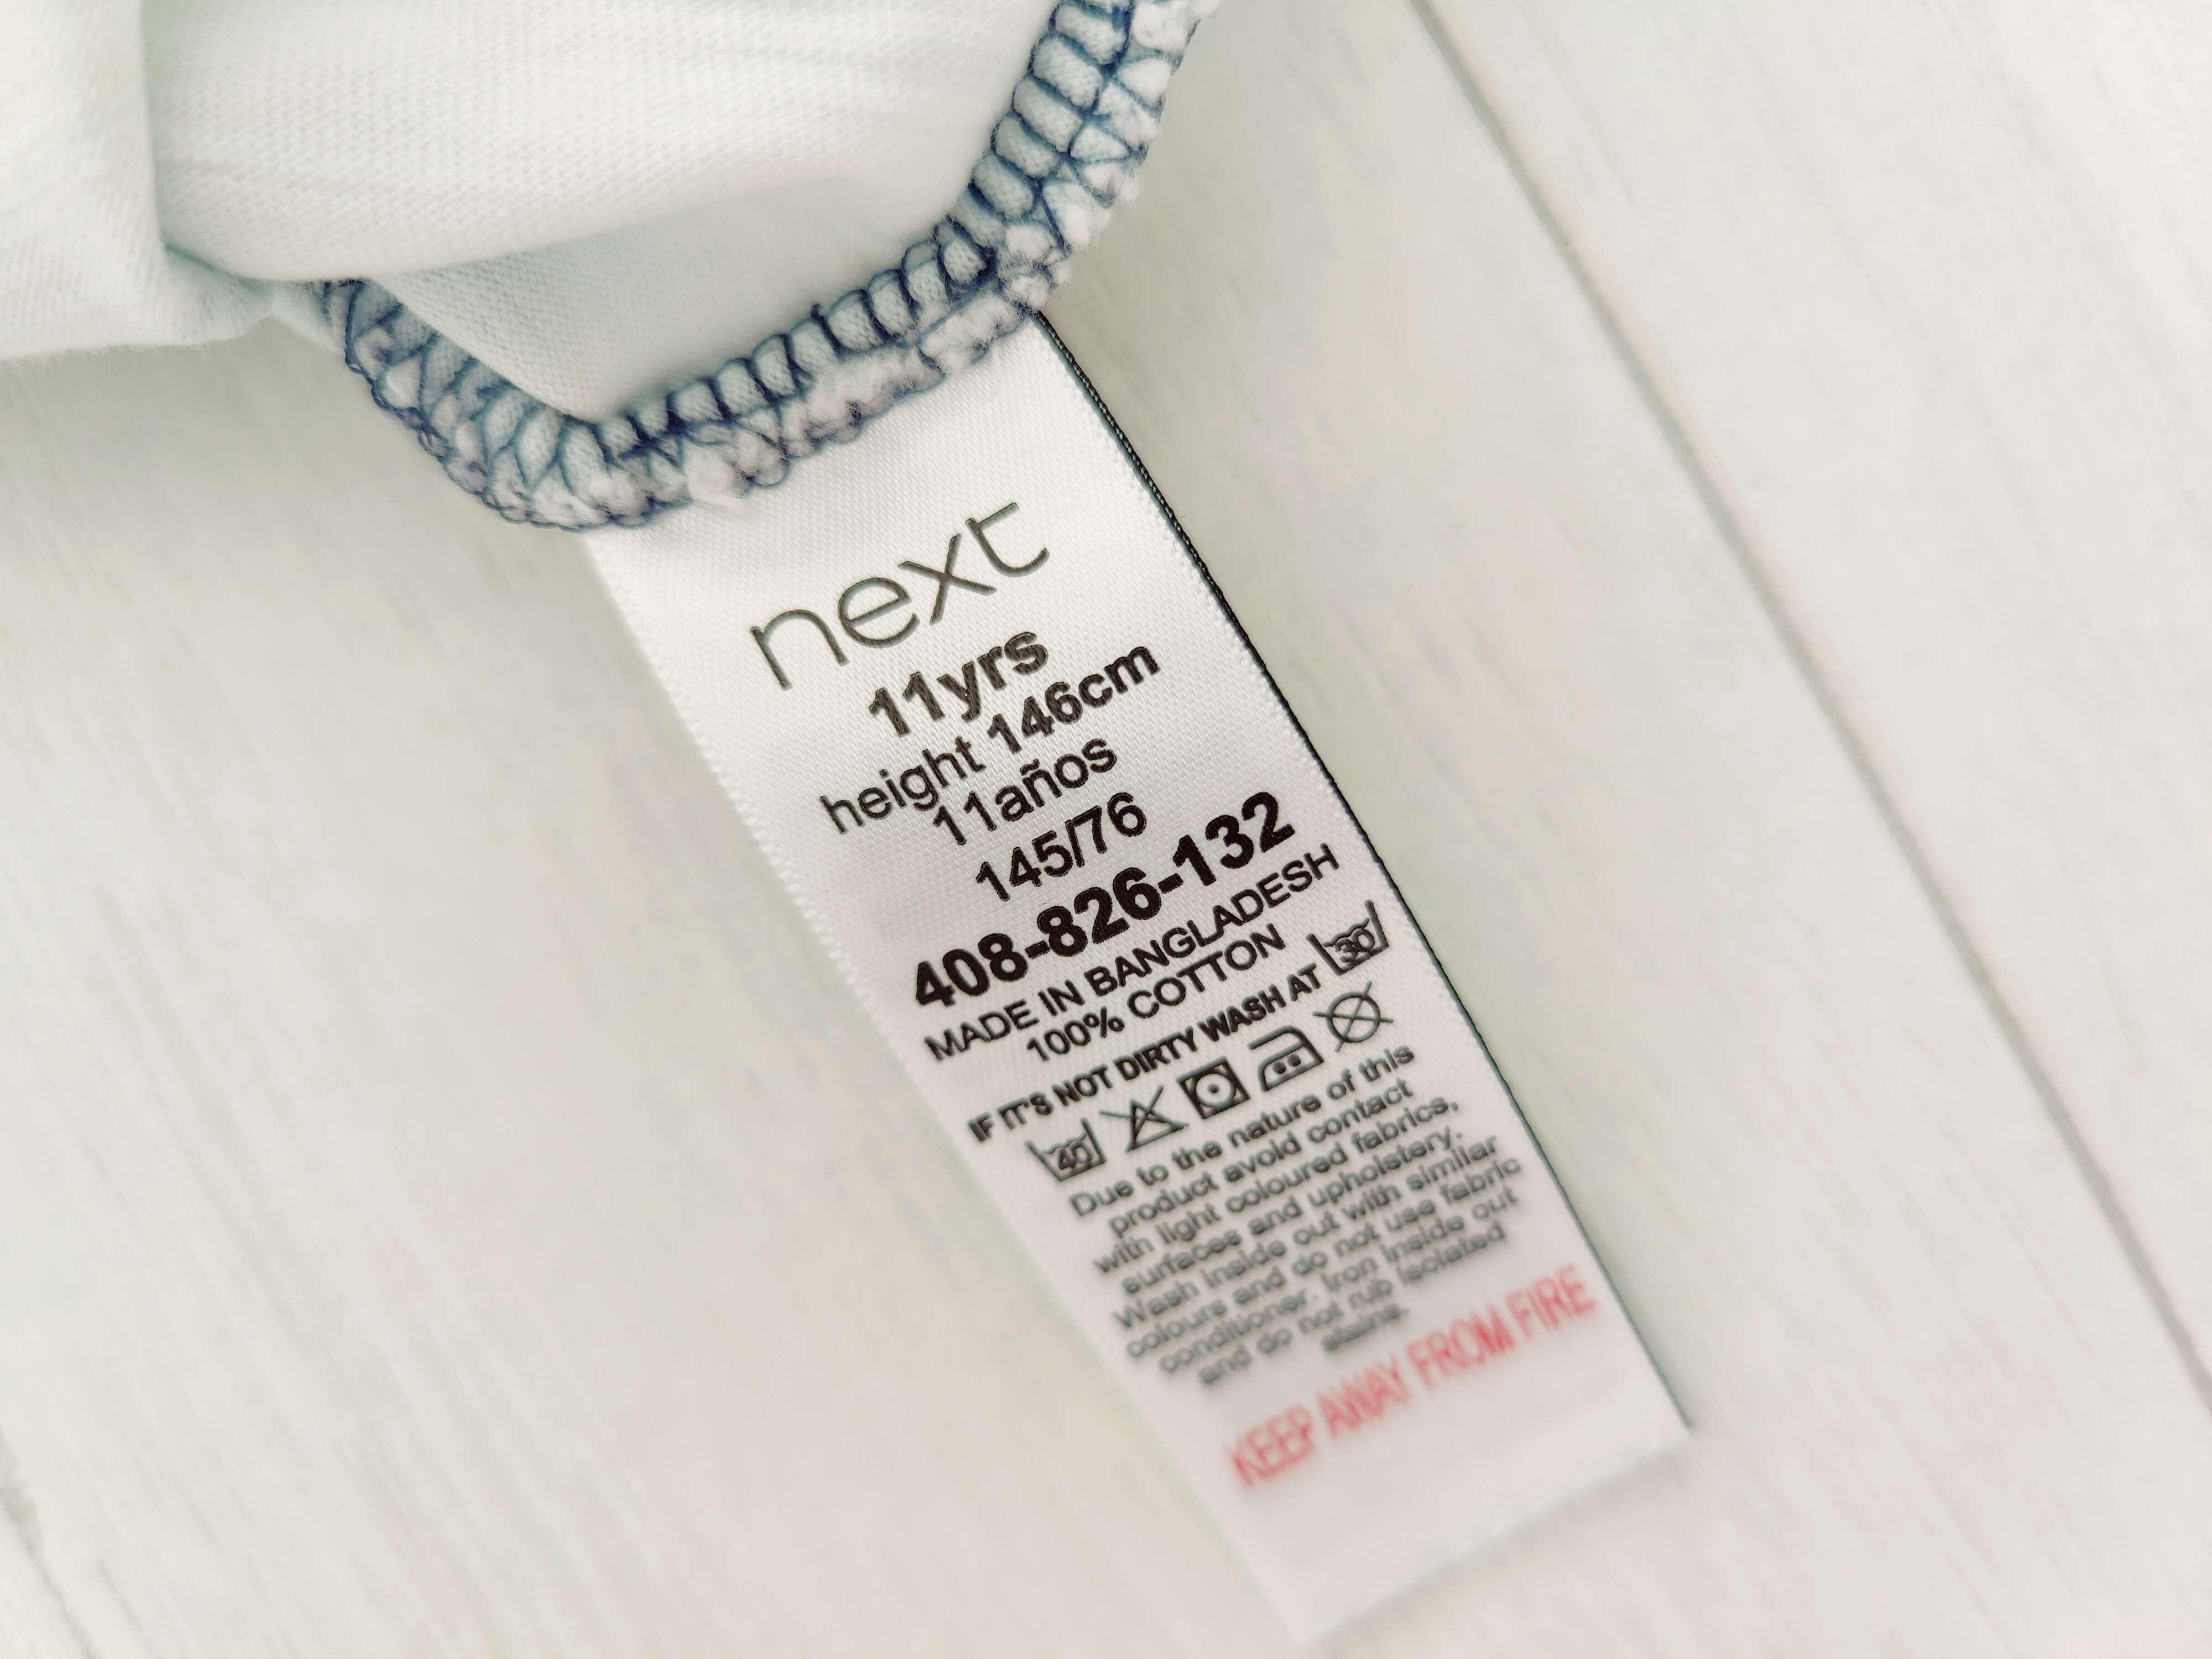 next
11yrs
height 146cm
11años
145/76
408-826-132
MADE IN BANGLADESH
100% COTTON
IF IT'S NOT DIRTY WASH AT 30
40
Due to the nature of this
product avoid contact
with light coloured fabrics,
surfaces and upholstery.
Wash inside out with similar
colours and do not use fabric
conditioner. Iron inside out
and do not rub isolated
stains.
KEEP AWAY FROM FIRE